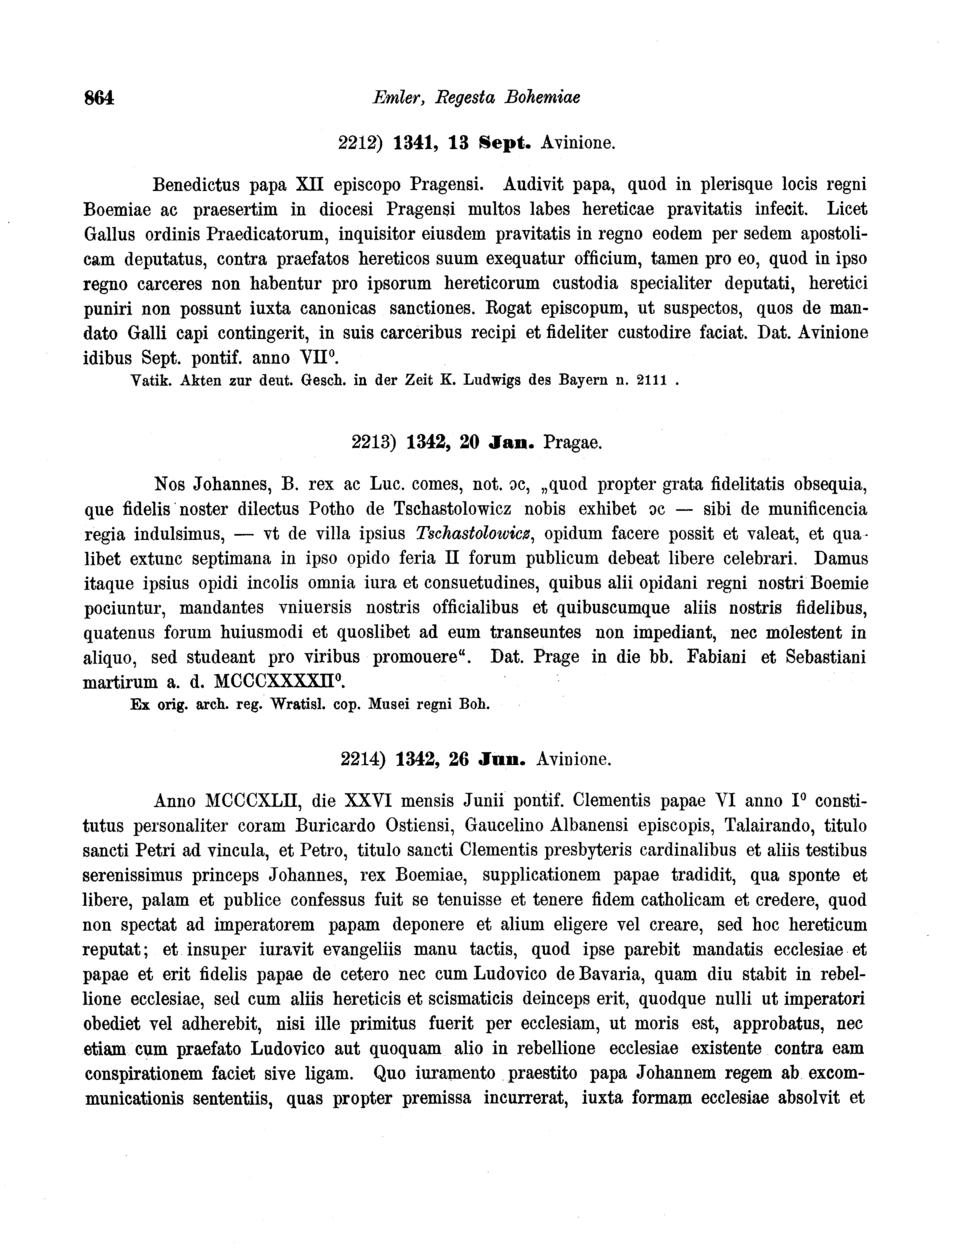 864 Emler, Regesta Bohemiae
2212) 1341, 13 Sept. Avinione.
Benedictus papa XII episcopo Pragensi. Audivit papa, quod in plerisque locis regni
Boemiae ac praesertim in diocesi Pragensi multos labes hereticae pravitatis infecit. Licet
Gallus ordinis Praedicatorum, inquisitor eiusdem pravitatis in regno eodem per sedem apostoli-
cam deputatus, contra praefatos hereticos suum exequatur officium, tamen pro eo, quod in ipso
regno carceres non habentur pro ipsorum hereticorum custodia specialiter deputati, heretici
puniri non possunt iuxta canonicas sanctiones. Rogat episcopum, ut suspectos, quos de man-
dato Galli capi contingerit, in suis carceribus recipi et fideliter custodire faciat. Dat. Avinione
idibus Sept. pontif. anno VII⁰.
Vatik. Akten zur deut. Gesch. in der Zeit K. Ludwigs des Bayern n. 2111 .
2213) 1342, 20 Jan. Pragae.
Nos Johannes, B. rex ac Luc. comes, not. ɔc, „quod propter grata fidelitatis obsequia,
que fidelis noster dilectus Potho de Tschastolowicz nobis exhibet ɔc — sibi de munificencia
regia indulsimus, — vt de villa ipsius Tschastolowicz, opidum facere possit et valeat, et qua-
libet extunc septimana in ipso opido feria II forum publicum debeat libere celebrari. Damus
itaque ipsius opidi incolis omnia iura et consuetudines, quibus alii opidani regni nostri Boemie
pociuntur, mandantes vniuersis nostris officialibus et quibuscumque aliis nostris fidelibus,
quatenus forum huiusmodi et quoslibet ad eum transeuntes non impediant, nec molestent in
aliquo, sed studeant pro viribus promouere“. Dat. Prage in die bb. Fabiani et Sebastiani
martirum a. d. MCCCXXXXII⁰.
Ex orig. arch. reg. Wratisl. cop. Musei regni Boh.
2214) 1342, 26 Jun. Avinione.
Anno MCCCXLII, die XXVI mensis Junii pontif. Clementis papae VI anno I⁰ consti-
tutus personaliter coram Buricardo Ostiensi, Gaucelino Albanensi episcopis, Talairando, titulo
sancti Petri ad vincula, et Petro, titulo sancti Clementis presbyteris cardinalibus et aliis testibus
serenissimus princeps Johannes, rex Boemiae, supplicationem papae tradidit, qua sponte et
libere, palam et publice confessus fuit se tenuisse et tenere fidem catholicam et credere, quod
non spectat ad imperatorem papam deponere et alium eligere vel creare, sed hoc hereticum
reputat; et insuper iuravit evangeliis manu tactis, quod ipse parebit mandatis ecclesiae et
papae et erit fidelis papae de cetero nec cum Ludovico de Bavaria, quam diu stabit in rebel-
lione ecclesiae, sed cum aliis hereticis et scismaticis deinceps erit, quodque nulli ut imperatori
obediet vel adherebit, nisi ille primitus fuerit per ecclesiam, ut moris est, approbatus, nec
etiam cum praefato Ludovico aut quoquam alio in rebellione ecclesiae existente contra eam
conspirationem faciet sive ligam. Quo iuramento praestito papa Johannem regem ab excom-
municationis sententiis, quas propter premissa incurrerat, iuxta formam ecclesiae absolvit et